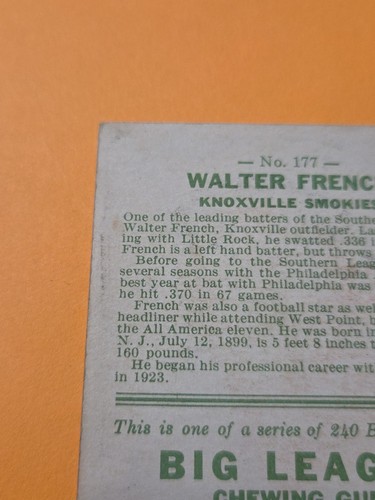 — No. 177 —
WALTER FRENC
KNOXVILLE SMOKIES
One of the leading batters of the Southe
Walter French, Knoxville outfielder. La
ing with Little Rock, he swatted .336 i
French is a left hand batter, but throws
Before going to the Southern Leag
several seasons with the Philadelphia
best year at bat with Philadelphia was
he hit .370 in 67 games.
French was also a football star as wel
headliner while attending West Point, b
the All America eleven. He was born in
N. J., July 12, 1899, is 5 feet 8 inches t
160 pounds.
He began his professional career wit
in 1923.
This is one of a series of 240 B
BIG LEAG
CHEWING GU